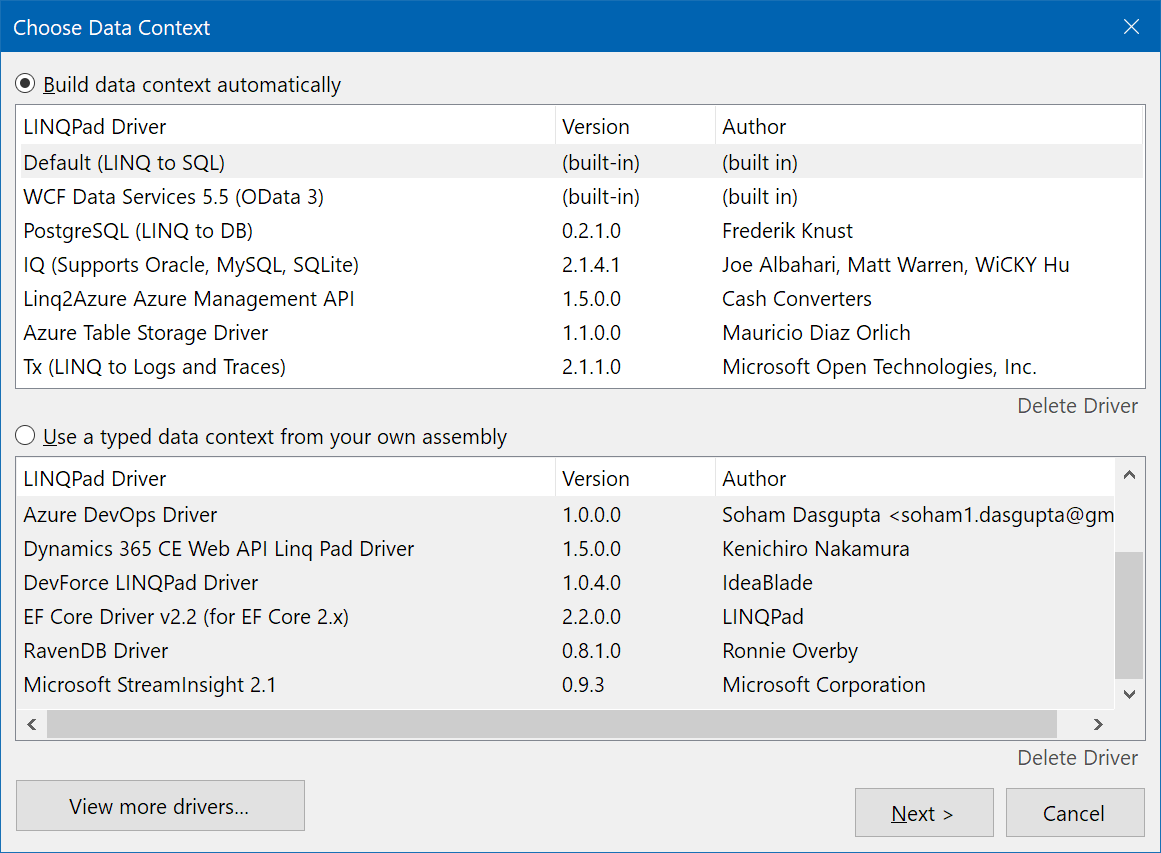 Choose Data Context
Build data context automatically
LINQPad Driver Version Author
Default (LINQ to SQL) (built-in) (built in)
WCF Data Services 5.5 (OData 3) (built-in) (built in)
PostgreSQL (LINQ to DB) 0.2.1.0 Frederik Knust
IQ (Supports Oracle, MySQL, SQLite) 2.1.4.1 Joe Albahari, Matt Warren, WiCKY Hu
Linq2Azure Azure Management API 1.5.0.0 Cash Converters
Azure Table Storage Driver 1.1.0.0 Mauricio Diaz Orlich
Tx (LINQ to Logs and Traces) 2.1.1.0 Microsoft Open Technologies, Inc.
Delete Driver
Use a typed data context from your own assembly
LINQPad Driver Version Author
Azure DevOps Driver 1.0.0.0 Soham Dasgupta <soham1.dasgupta@gm
Dynamics 365 CE Web API Linq Pad Driver 1.5.0.0 Kenichiro Nakamura
DevForce LINQPad Driver 1.0.4.0 IdeaBlade
EF Core Driver v2.2 (for EF Core 2.x) 2.2.0.0 LINQPad
RavenDB Driver 0.8.1.0 Ronnie Overby
Microsoft StreamInsight 2.1 0.9.3 Microsoft Corporation
Delete Driver
View more drivers... Next > Cancel